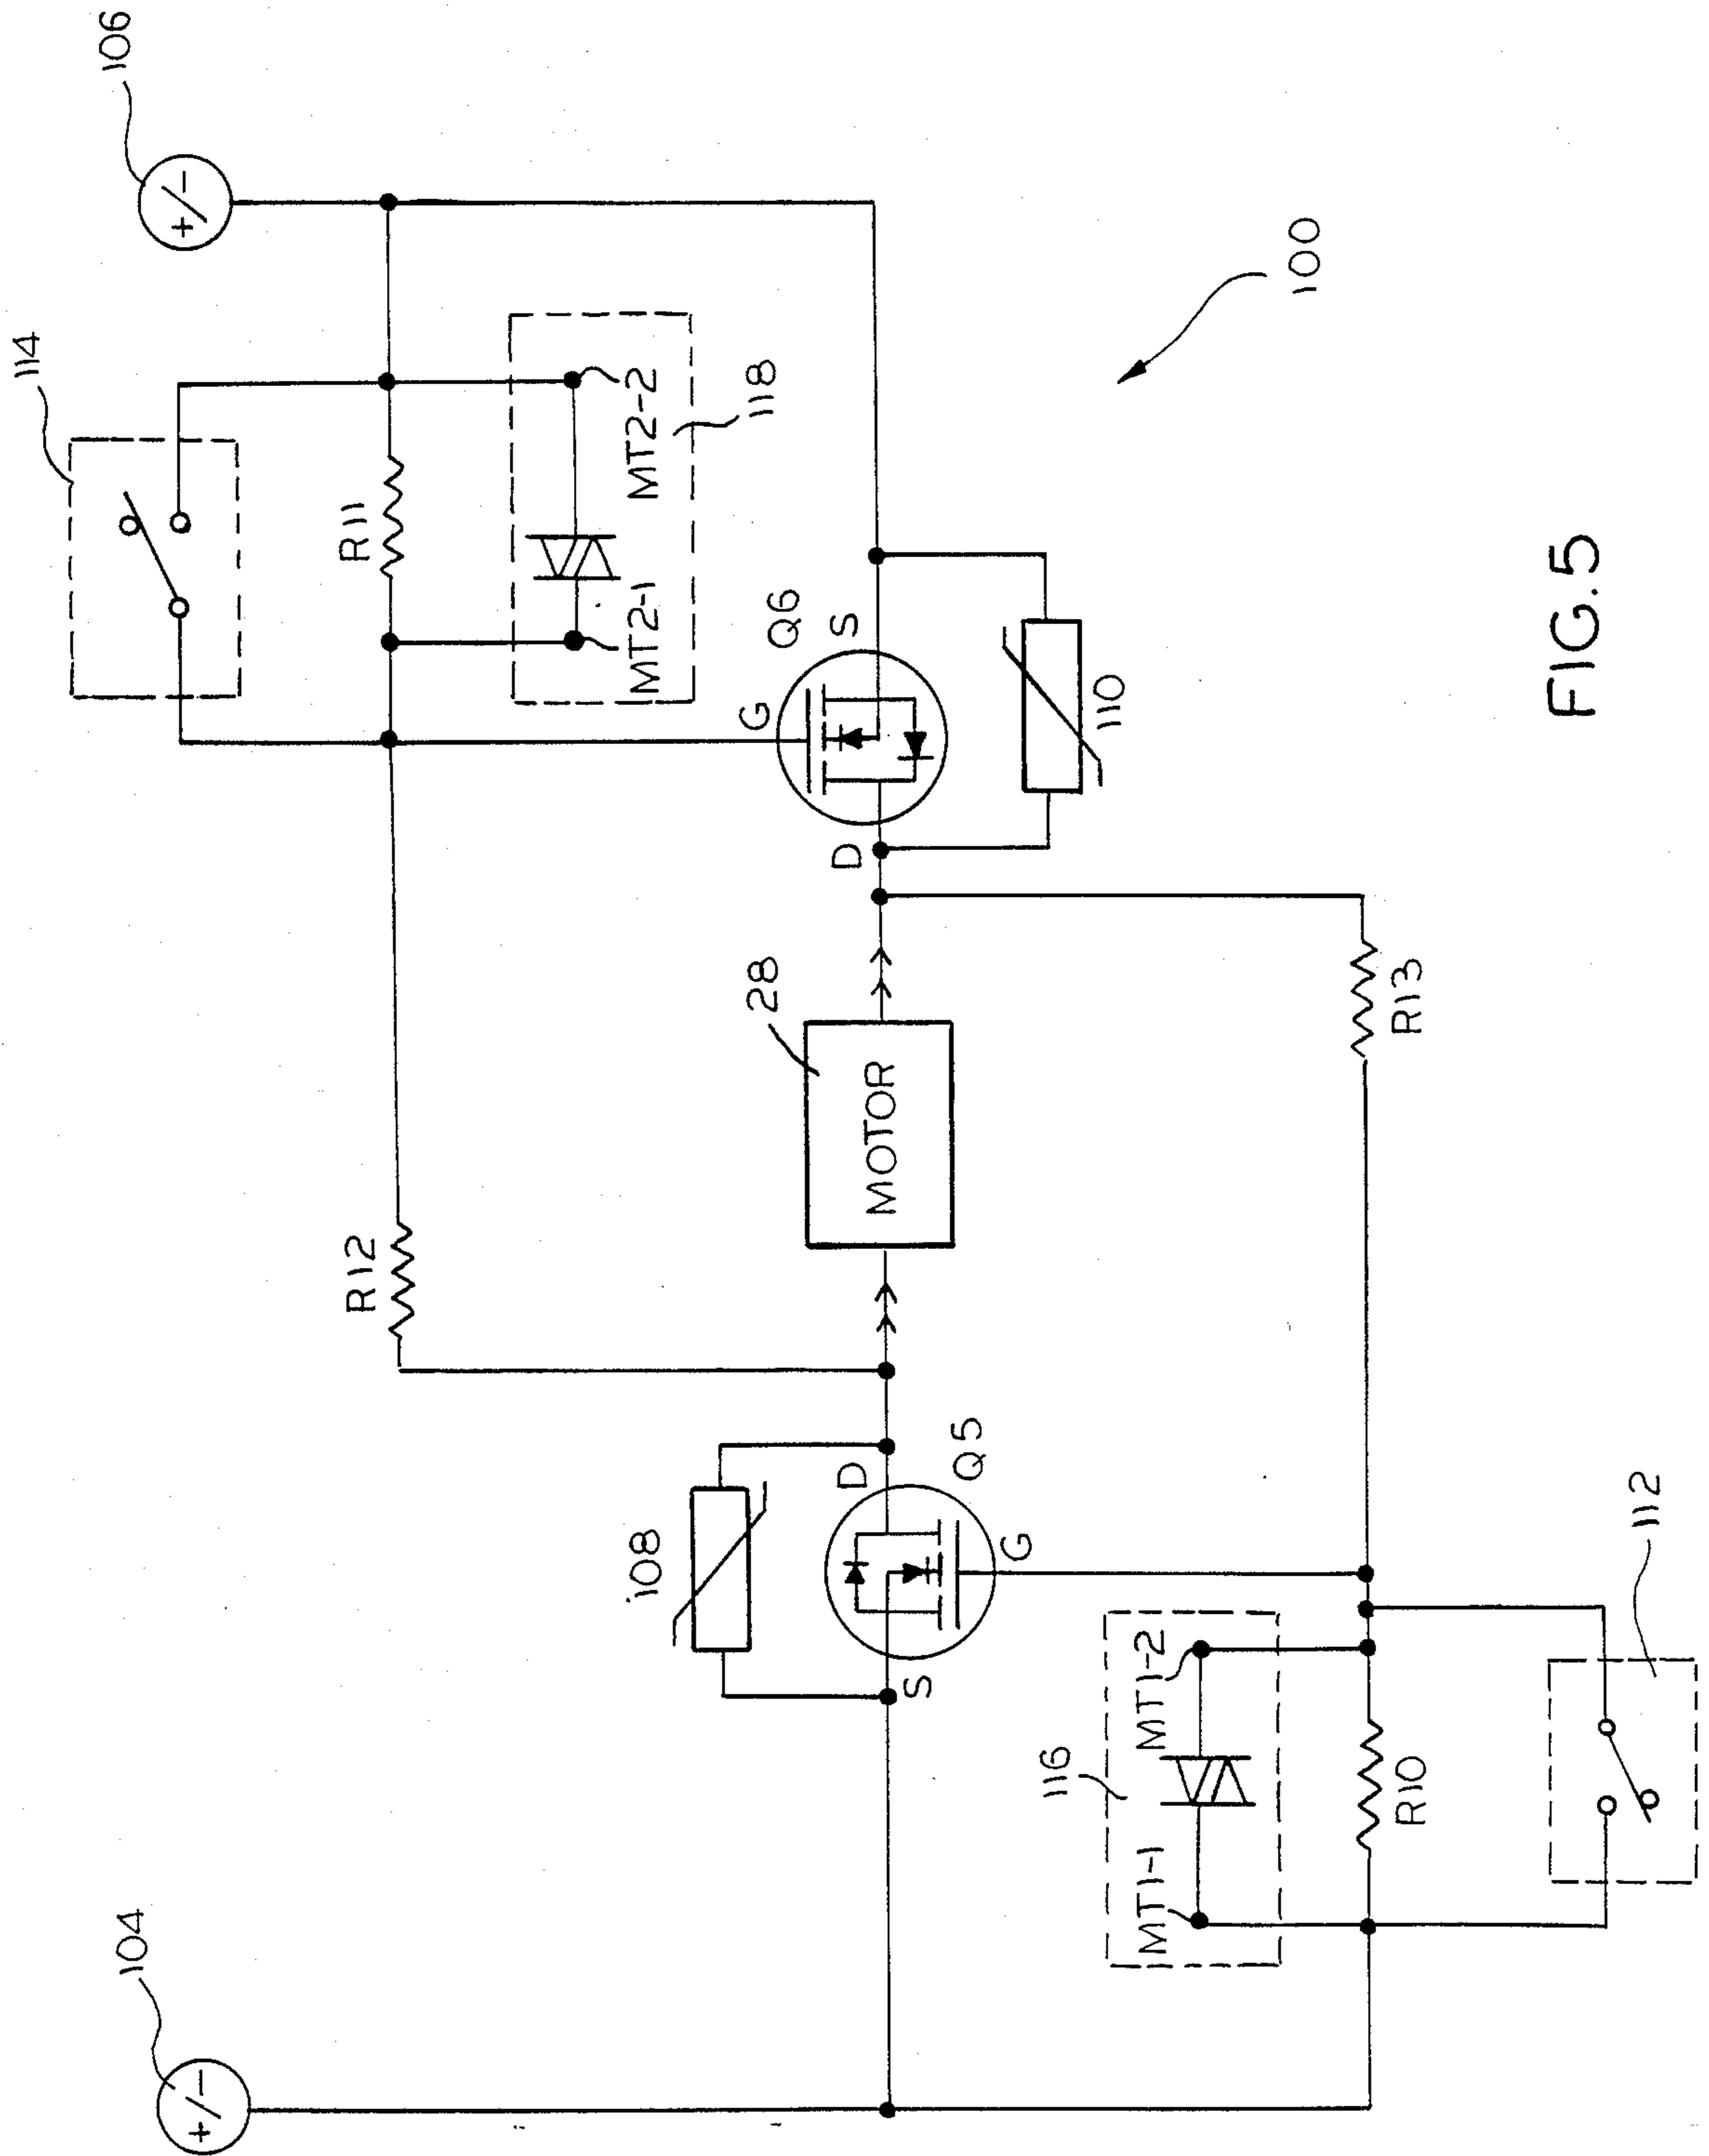 104
+/−
106
+/−
114
R11
MT2-1
MT2-2
118
R12
108
S
D
Q5
G
28
MOTOR
G
Q6
D
S
110
100
116
MT1-1
MT1-2
R10
R13
112
FIG.5